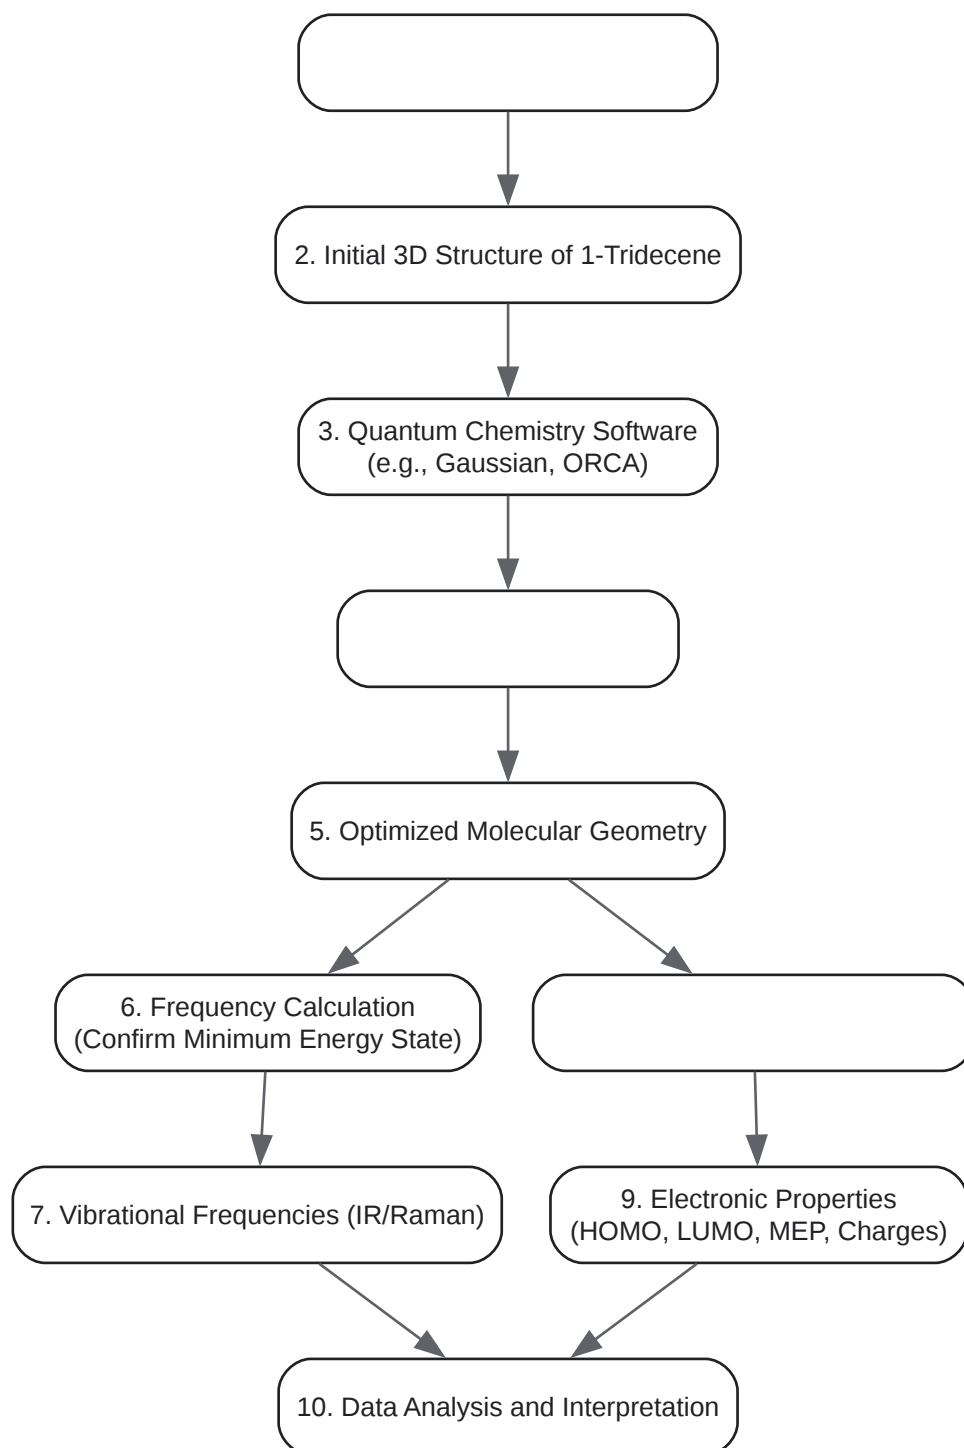 2. Initial 3D Structure of 1-Tridecene
3. Quantum Chemistry Software
(e.g., Gaussian, ORCA)
5. Optimized Molecular Geometry
6. Frequency Calculation
(Confirm Minimum Energy State)
7. Vibrational Frequencies (IR/Raman)
9. Electronic Properties
(HOMO, LUMO, MEP, Charges)
10. Data Analysis and Interpretation